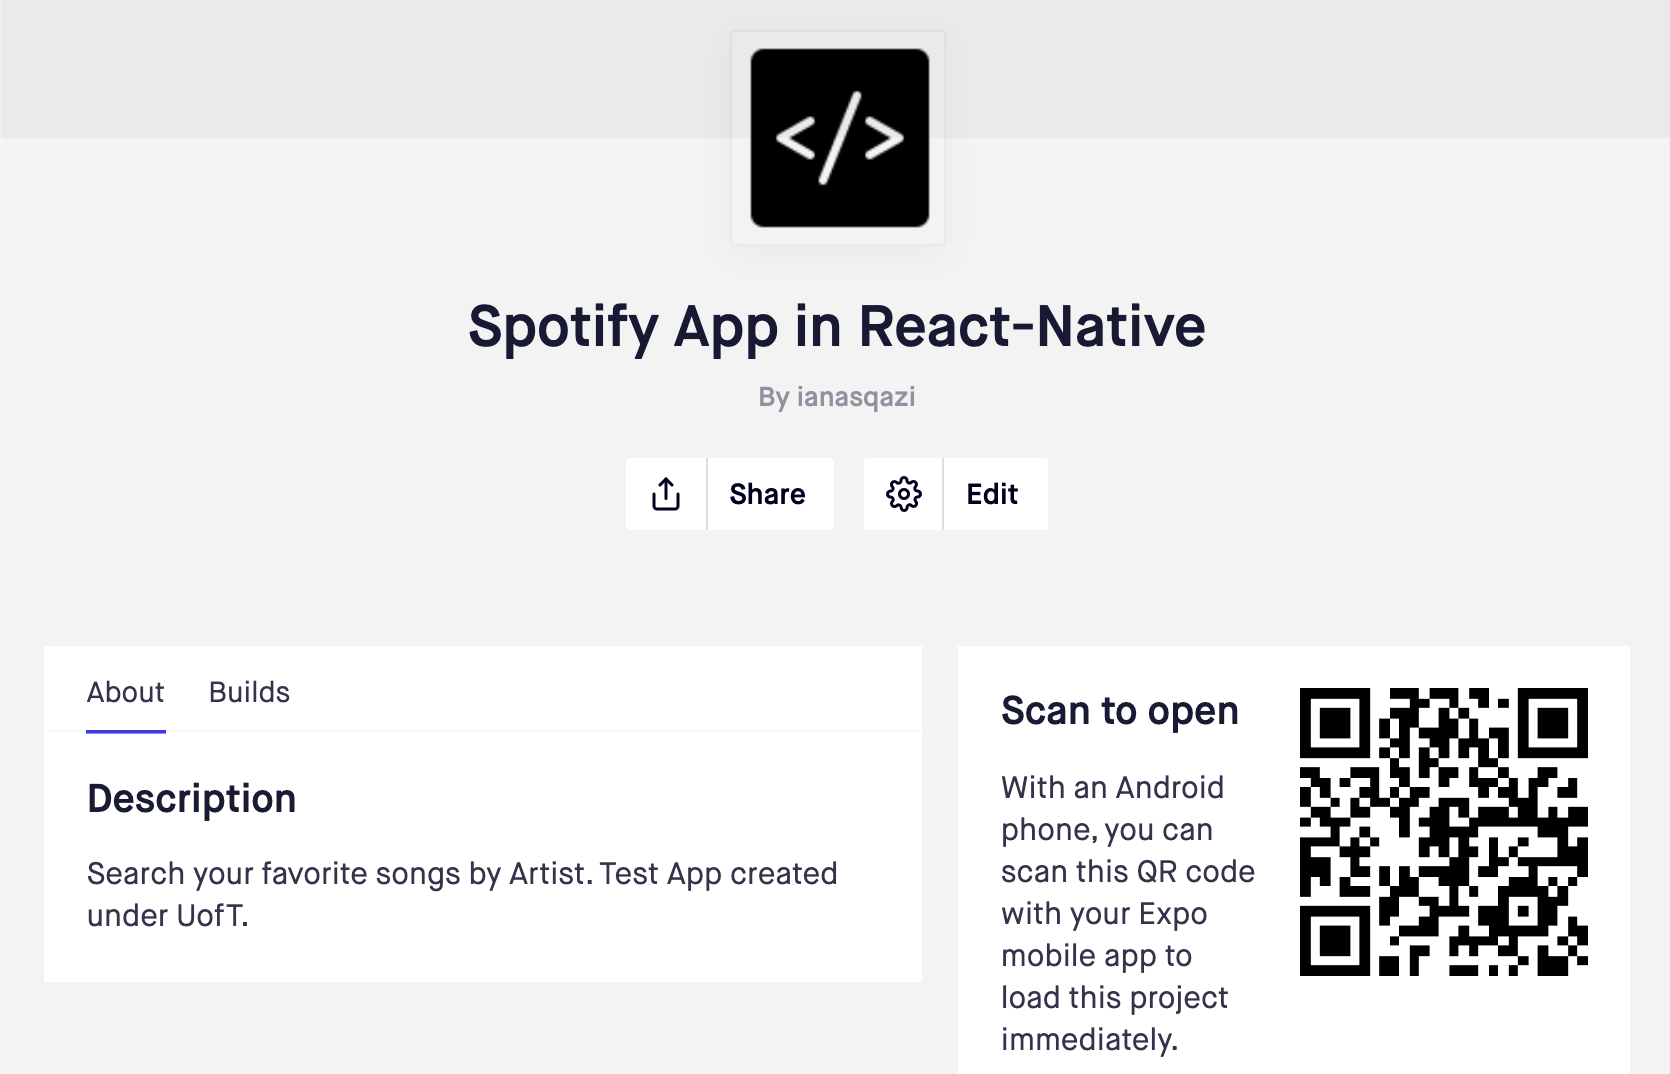 </>
Spotify App in React-Native
By ianasqazi
Share
Edit
About
Builds
Description
Search your favorite songs by Artist. Test App created
under UofT.
Scan to open
With an Android
phone, you can
scan this QR code
with your Expo
mobile app to
load this project
immediately.